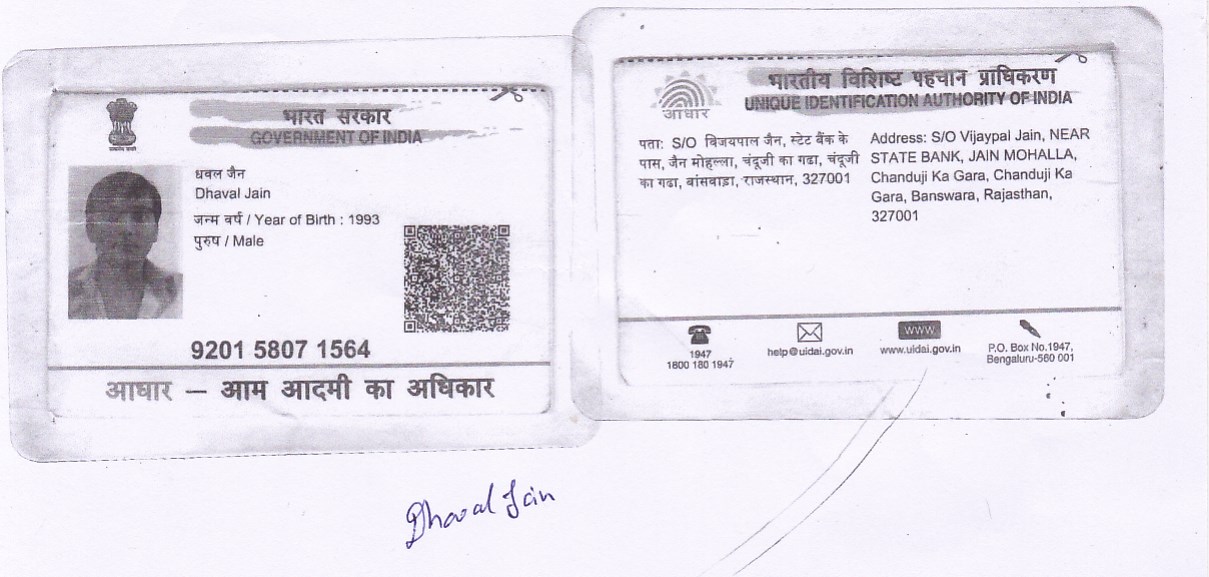 भारत सरकार
GOVERNMENT OF INDIA
धवल जैन
Dhaval Jain
जन्म वर्ष / Year of Birth : 1993
पुरुष / Male
9201 5807 1564
आधार – आम आदमी का अधिकार
भारतीय विशिष्ट पहचान प्राधिकरण
UNIQUE IDENTIFICATION AUTHORITY OF INDIA
आधार
पता: S/O विजयपाल जैन, स्टेट बैंक के
पास, जैन मोहल्ला, चंदूजी का गढा, चंदूजी
का गढा, बांसवाड़ा, राजस्थान, 327001
Address: S/O Vijaypal Jain, NEAR
STATE BANK, JAIN MOHALLA,
Chanduji Ka Gara, Chanduji Ka
Gara, Banswara, Rajasthan,
327001
1947
1800 180 1947
help@uidai.gov.in
www
www.uidai.gov.in
P.O. Box No.1947,
Bengaluru-560 001
Dhaval Jain